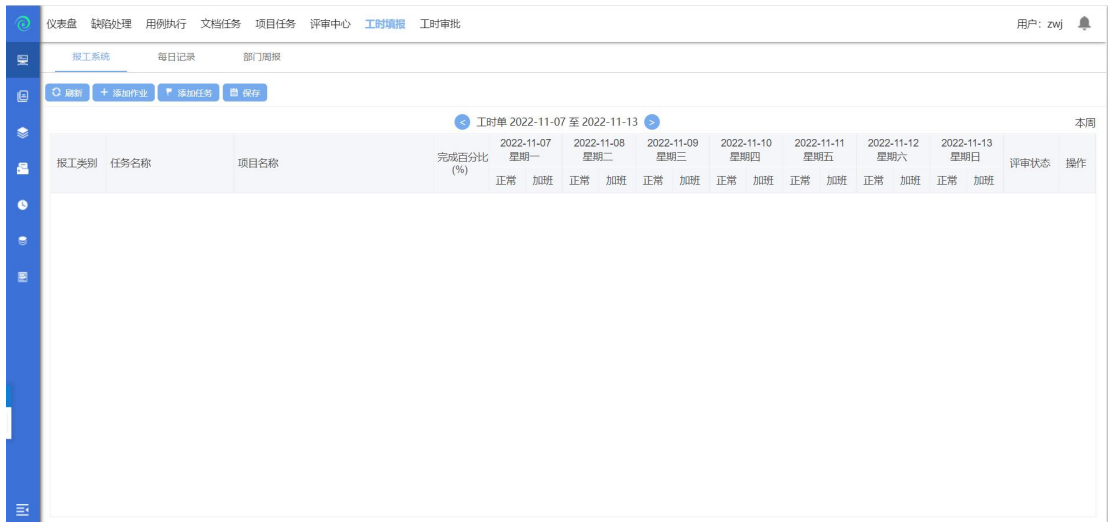 仪表盘 缺陷处理 用例执行 文档任务 项目任务 评审中心 工时填报 工时审批 用户：zwj
报工系统 每日记录 部门周报
刷新 + 添加作业 添加任务 保存
< 工时单 2022-11-07 至 2022-11-13 > 本周
报工类别 任务名称 项目名称 完成百分比(%) 2022-11-07 2022-11-08 2022-11-09 2022-11-10 2022-11-11 2022-11-12 2022-11-13 评审状态 操作
星期一 星期二 星期三 星期四 星期五 星期六 星期日
正常 加班 正常 加班 正常 加班 正常 加班 正常 加班 正常 加班 正常 加班